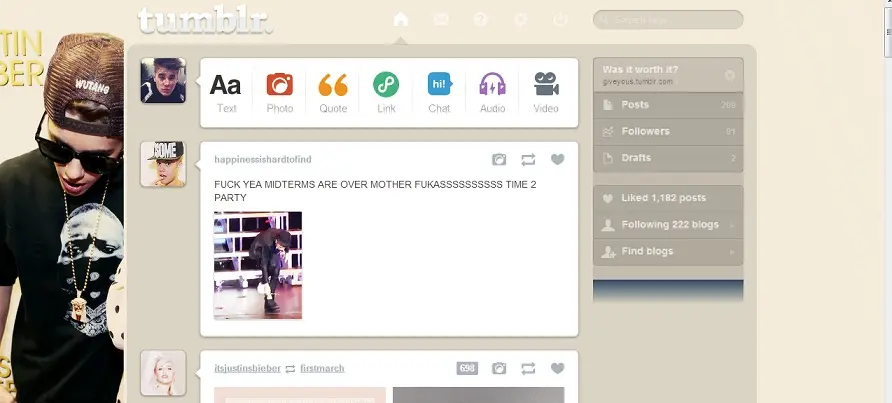 tumblr.
Search tags
TIN
BER
WUTANG
Aa
hi!
Text
Photo
Quote
Link
Chat
Audio
Video
Was it worth it?
giveyous.tumblr.com
Posts 209
Followers 91
Drafts 2
SOME
happinessishardtofind
FUCK YEA MIDTERMS ARE OVER MOTHER FUKASSSSSSSSSS TIME 2
PARTY
Liked 1,182 posts
Following 222 blogs
Find blogs
itsjustinsbieber firstmarch
698